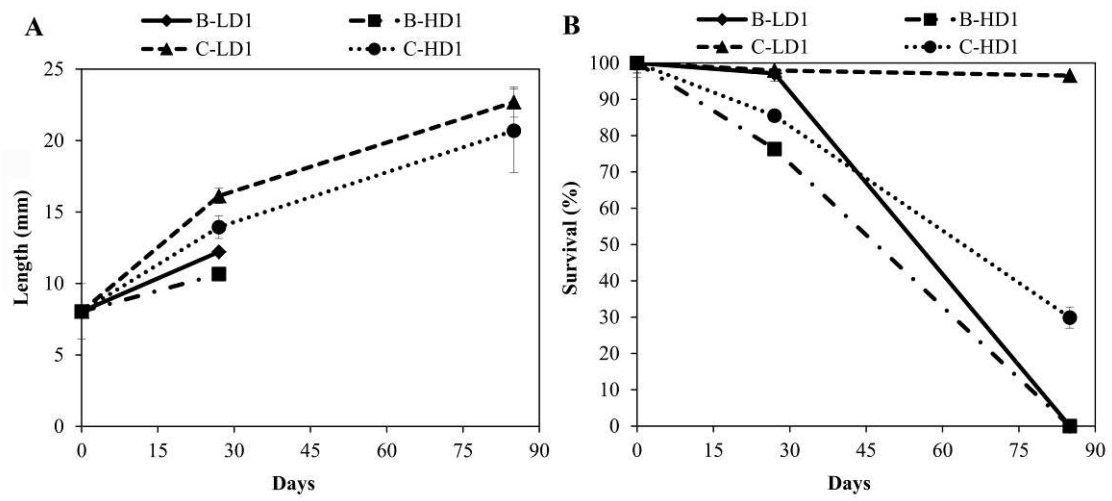 A
B-LD1 B-HD1
C-LD1 C-HD1
25
20
15
10
5
0
Length (mm)
0 15 30 45 60 75 90
Days
B
B-LD1 B-HD1
C-LD1 C-HD1
100
90
80
70
60
50
40
30
20
10
0
Survival (%)
0 15 30 45 60 75 90
Days